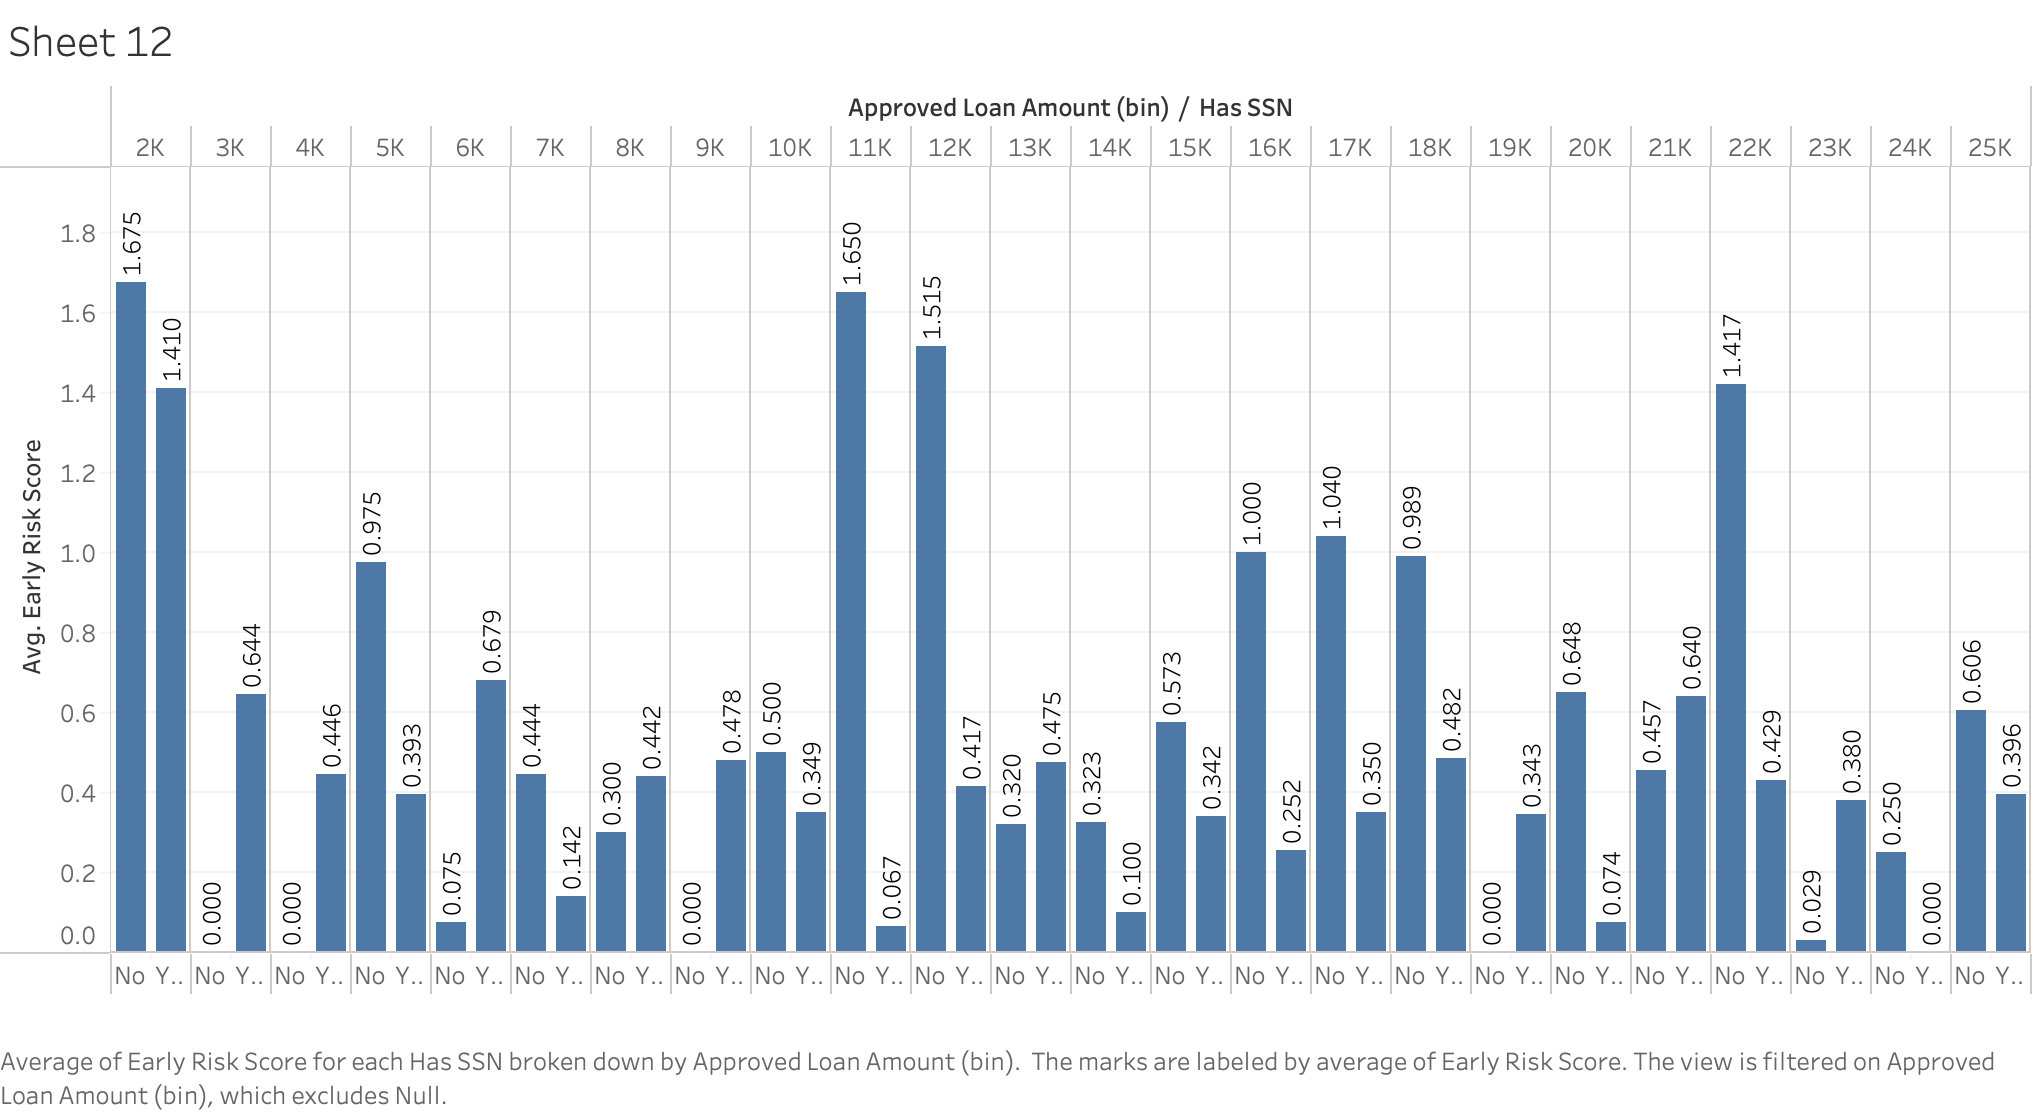 Sheet 12
Approved Loan Amount (bin) / Has SSN
2K 3K 4K 5K 6K 7K 8K 9K 10K 11K 12K 13K 14K 15K 16K 17K 18K 19K 20K 21K 22K 23K 24K 25K
Avg. Early Risk Score
1.8
1.6
1.4
1.2
1.0
0.8
0.6
0.4
0.2
0.0
1.675 1.410 0.000 0.644 0.000 0.446 0.975 0.393 0.075 0.679 0.444 0.142 0.300 0.442 0.000 0.478 0.500 0.349 1.650 0.067 1.515 0.417 0.320 0.475 0.323 0.100 0.573 0.342 1.000 0.252 1.040 0.350 0.989 0.482 0.000 0.343 0.648 0.074 0.457 0.640 1.417 0.429 0.029 0.380 0.250 0.000 0.606 0.396
No Y.. No Y.. No Y.. No Y.. No Y.. No Y.. No Y.. No Y.. No Y.. No Y.. No Y.. No Y.. No Y.. No Y.. No Y.. No Y.. No Y.. No Y.. No Y.. No Y.. No Y.. No Y.. No Y.. No Y..
Average of Early Risk Score for each Has SSN broken down by Approved Loan Amount (bin).  The marks are labeled by average of Early Risk Score. The view is filtered on Approved
Loan Amount (bin), which excludes Null.